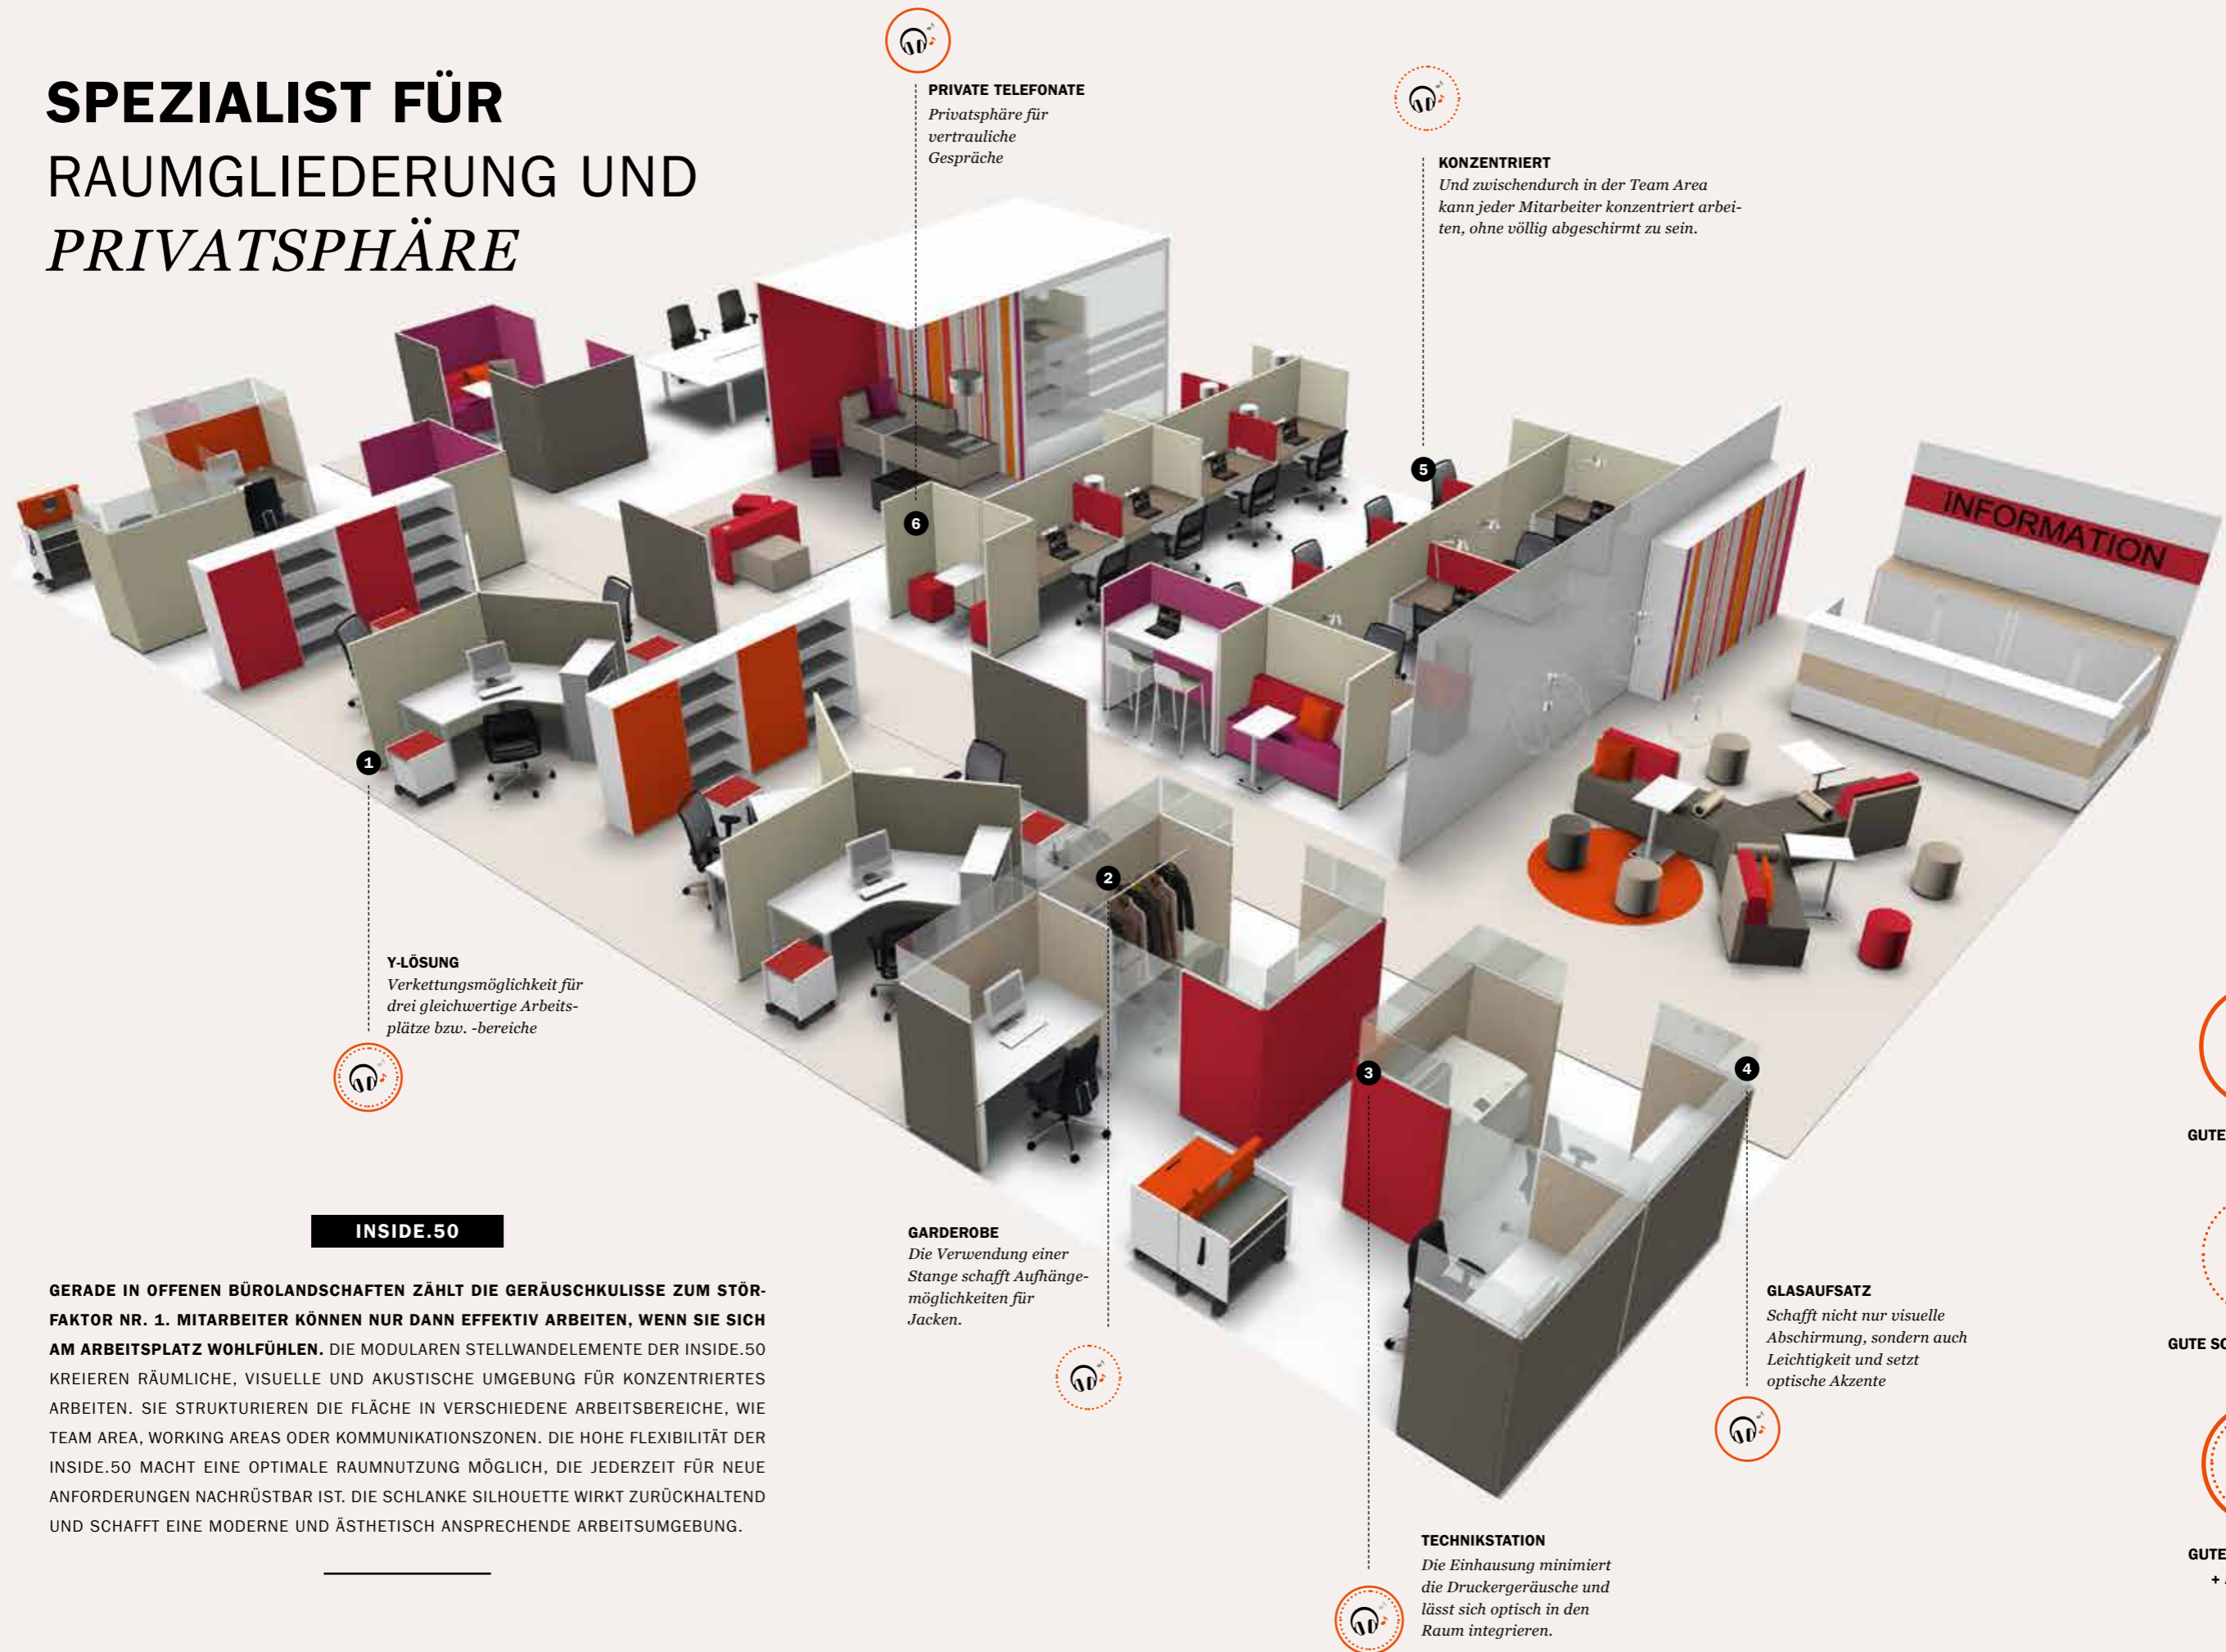 SPEZIALIST FÜR
RAUMGLIEDERUNG UND
PRIVATSPHÄRE
PRIVATE TELEFONATE
Privatsphäre für
vertrauliche
Gespräche
KONZENTRIERT
Und zwischendurch in der Team Area
kann jeder Mitarbeiter konzentriert arbei-
ten, ohne völlig abgeschirmt zu sein.
INFORMATION
5
6
1
2
3
4
Y-LÖSUNG
Verkettungsmöglichkeit für
drei gleichwertige Arbeits-
plätze bzw. -bereiche
INSIDE.50
GERADE IN OFFENEN BÜROLANDSCHAFTEN ZÄHLT DIE GERÄUSCHKULISSE ZUM STÖR-
FAKTOR NR. 1. MITARBEITER KÖNNEN NUR DANN EFFEKTIV ARBEITEN, WENN SIE SICH
AM ARBEITSPLATZ WOHLFÜHLEN. DIE MODULAREN STELLWANDELEMENTE DER INSIDE.50
KREIEREN RÄUMLICHE, VISUELLE UND AKUSTISCHE UMGEBUNG FÜR KONZENTRIERTES
ARBEITEN. SIE STRUKTURIEREN DIE FLÄCHE IN VERSCHIEDENE ARBEITSBEREICHE, WIE
TEAM AREA, WORKING AREAS ODER KOMMUNIKATIONSZONEN. DIE HOHE FLEXIBILITÄT DER
INSIDE.50 MACHT EINE OPTIMALE RAUMNUTZUNG MÖGLICH, DIE JEDERZEIT FÜR NEUE
ANFORDERUNGEN NACHRÜSTBAR IST. DIE SCHLANKE SILHOUETTE WIRKT ZURÜCKHALTEND
UND SCHAFFT EINE MODERNE UND ÄSTHETISCH ANSPRECHENDE ARBEITSUMGEBUNG.
GARDEROBE
Die Verwendung einer
Stange schafft Aufhänge-
möglichkeiten für
Jacken.
GLASAUFSATZ
Schafft nicht nur visuelle
Abschirmung, sondern auch
Leichtigkeit und setzt
optische Akzente
TECHNIKSTATION
Die Einhausung minimiert
die Druckergeräusche und
lässt sich optisch in den
Raum integrieren.
GUTE
GUTE
GUTE
+